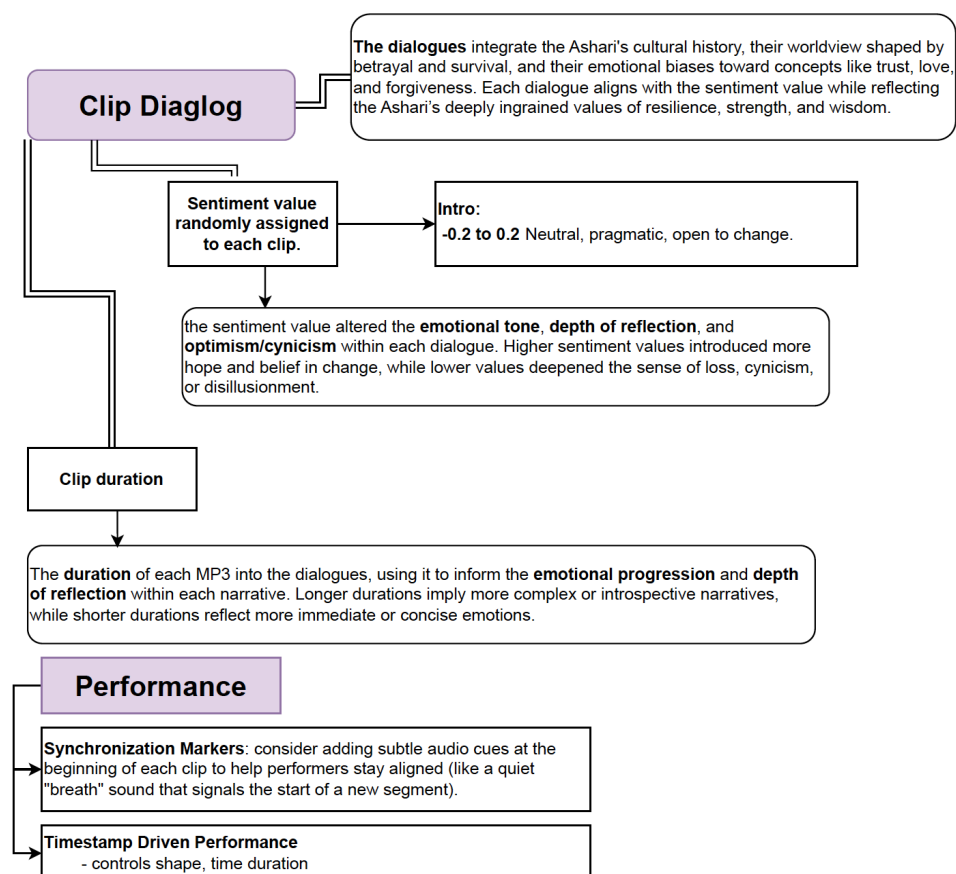 The dialogues integrate the Ashari's cultural history, their worldview shaped by
betrayal and survival, and their emotional biases toward concepts like trust, love,
and forgiveness. Each dialogue aligns with the sentiment value while reflecting
the Ashari's deeply ingrained values of resilience, strength, and wisdom.
Clip Diaglog
Sentiment value
randomly assigned
to each clip.
Intro:
-0.2 to 0.2 Neutral, pragmatic, open to change.
the sentiment value altered the emotional tone, depth of reflection, and
optimism/cynicism within each dialogue. Higher sentiment values introduced more
hope and belief in change, while lower values deepened the sense of loss, cynicism,
or disillusionment.
Clip duration
The duration of each MP3 into the dialogues, using it to inform the emotional progression and depth
of reflection within each narrative. Longer durations imply more complex or introspective narratives,
while shorter durations reflect more immediate or concise emotions.
Performance
Synchronization Markers: consider adding subtle audio cues at the
beginning of each clip to help performers stay aligned (like a quiet
"breath" sound that signals the start of a new segment).
Timestamp Driven Performance
- controls shape, time duration